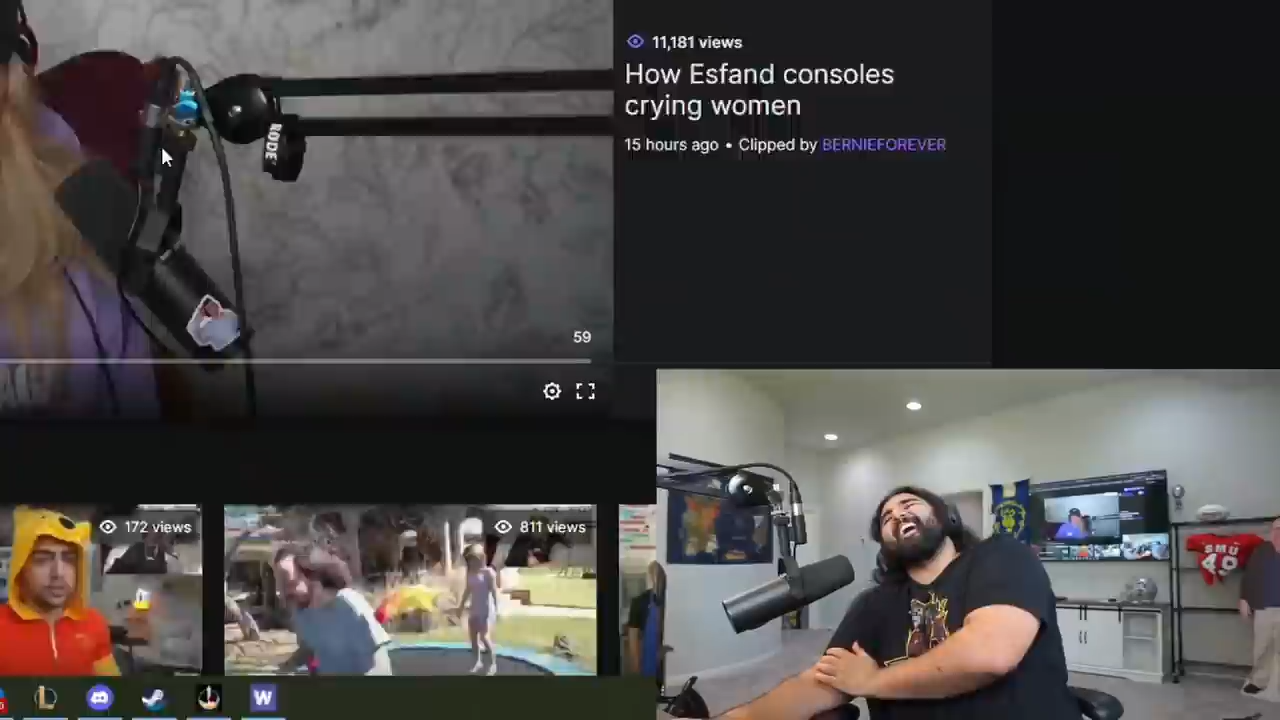 11,181 views
How Esfand consoles
crying women
15 hours ago • Clipped by BERNIEFOREVER
RODE
59
172 views
811 views
SMU
40
W